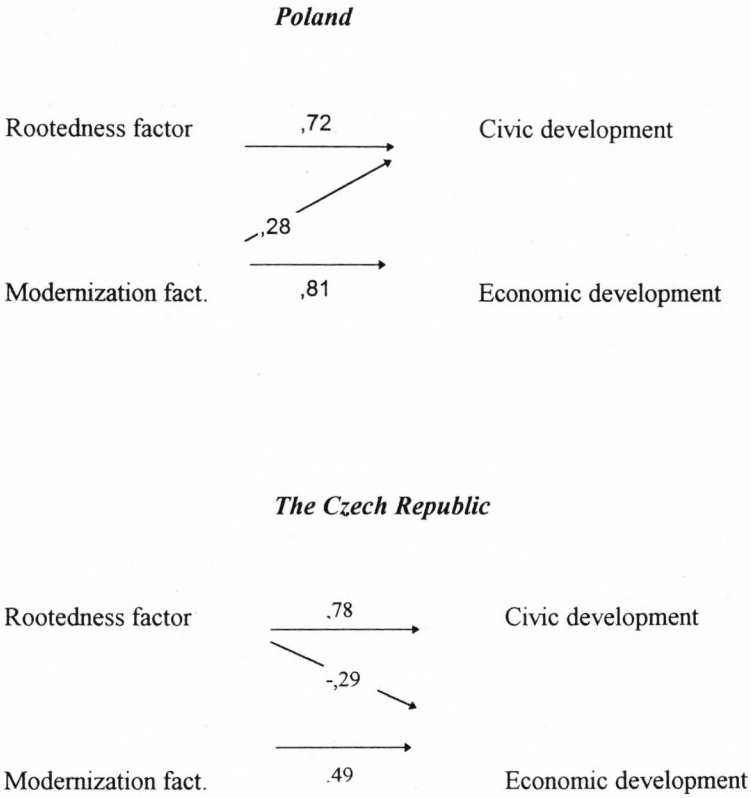 Poland
Rootedness factor ,72 Civic development
,28
Modernization fact. ,81 Economic development
The Czech Republic
Rootedness factor .78 Civic development
-,29
Modernization fact. .49 Economic development